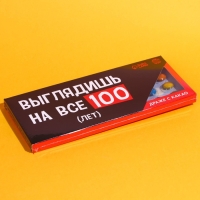 ВЫГЛЯДИШЬ
НА ВСЕ 100
(ЛЕТ)
ДРАЖЕ С КАКАО